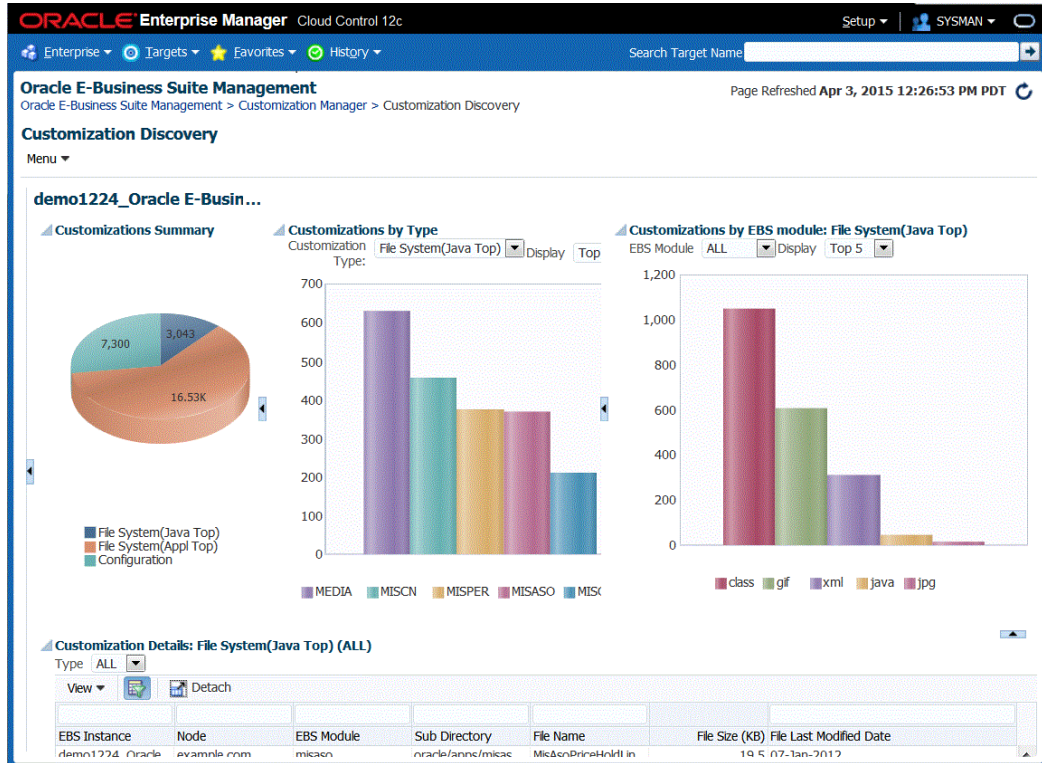 ORACLE Enterprise Manager Cloud Control 12c
Setup SYSMAN
Enterprise Targets Favorites History Search Target Name
Oracle E-Business Suite Management
Page Refreshed Apr 3, 2015 12:26:53 PM PDT
Oracle E-Business Suite Management > Customization Manager > Customization Discovery
Customization Discovery
Menu
demo1224_Oracle E-Busin...
Customizations Summary
7,300
3,043
16.53K
File System(Java Top)
File System(Appl Top)
Configuration
Customizations by Type
Customization Type: File System(Java Top) Display Top
700
600
500
400
300
200
100
0
MEDIA MISCN MISPER MISASO
Customizations by EBS module: File System(Java Top)
EBS Module ALL Display Top 5
1,200
1,000
800
600
400
200
0
class gif xml java jpg
Customization Details: File System(Java Top) (ALL)
Type ALL
View Detach
EBS Instance Node EBS Module Sub Directory File Name File Size (KB) File Last Modified Date
demo1224_Oracle example.com misaso oracle/apps/misas MisAsoPriceHoldLin 19.5 07-Jan-2012